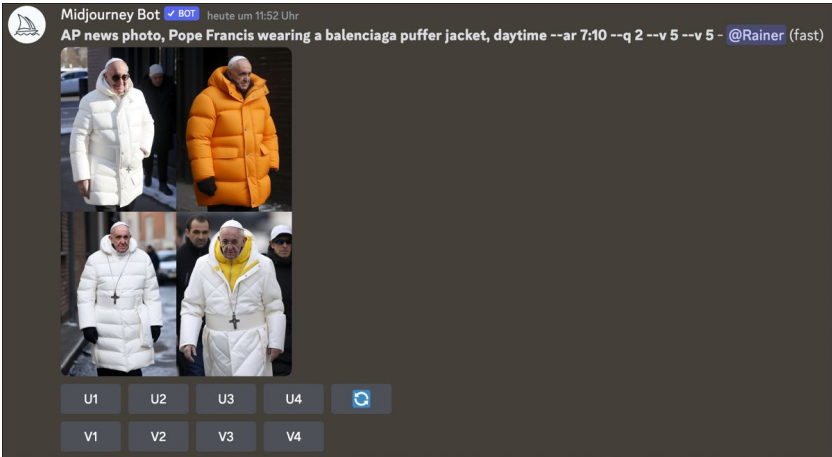 Midjourney Bot ✓ BOT heute um 11:52 Uhr
AP news photo, Pope Francis wearing a balenciaga puffer jacket, daytime --ar 7:10 --q 2 --v 5 --v 5 - @Rainer (fast)
U1 U2 U3 U4
V1 V2 V3 V4